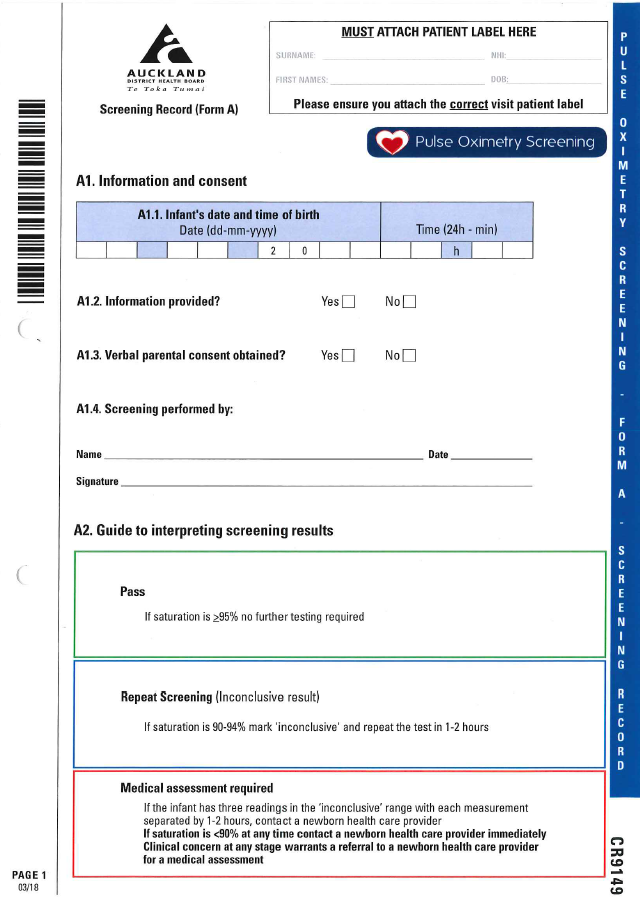 AUCKLAND
DISTRICT HEALTH BOARD
Te Toka Tumai
Screening Record (Form A)
MUST ATTACH PATIENT LABEL HERE
SURNAME: NHI:
FIRST NAMES: DOB:
Please ensure you attach the correct visit patient label
Pulse Oximetry Screening
A1. Information and consent
A1.1. Infant's date and time of birth
Date (dd-mm-yyyy) Time (24h - min)
2 0 h
A1.2. Information provided? Yes No
A1.3. Verbal parental consent obtained? Yes No
A1.4. Screening performed by:
Name Date
Signature
A2. Guide to interpreting screening results
Pass
If saturation is ≥95% no further testing required
Repeat Screening (Inconclusive result)
If saturation is 90-94% mark 'inconclusive' and repeat the test in 1-2 hours
Medical assessment required
If the infant has three readings in the 'inconclusive' range with each measurement
separated by 1-2 hours, contact a newborn health care provider
If saturation is <90% at any time contact a newborn health care provider immediately
Clinical concern at any stage warrants a referral to a newborn health care provider
for a medical assessment
PAGE 1
03/18
PULSE OXIMETRY SCREENING - FORM A - SCREENING RECORD
CR9149